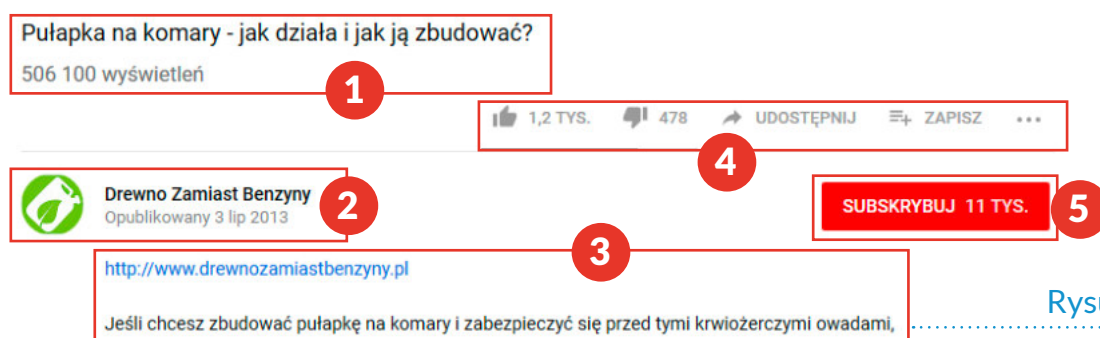 Pułapka na komary - jak działa i jak ją zbudować?
506 100 wyświetleń
1
1,2 TYS. 478 UDOSTĘPNIJ ZAPISZ ...
4
Drewno Zamiast Benzyny
Opublikowany 3 lip 2013
2
SUBSKRYBUJ 11 TYS.
5
3
http://www.drewnozamiastbenzyny.pl
Jeśli chcesz zbudować pułapkę na komary i zabezpieczyć się przed tymi krwiożerczymi owadami,